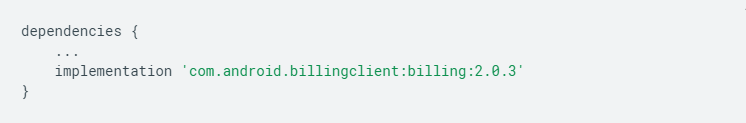 dependencies {
    ...
    implementation 'com.android.billingclient:billing:2.0.3'
}